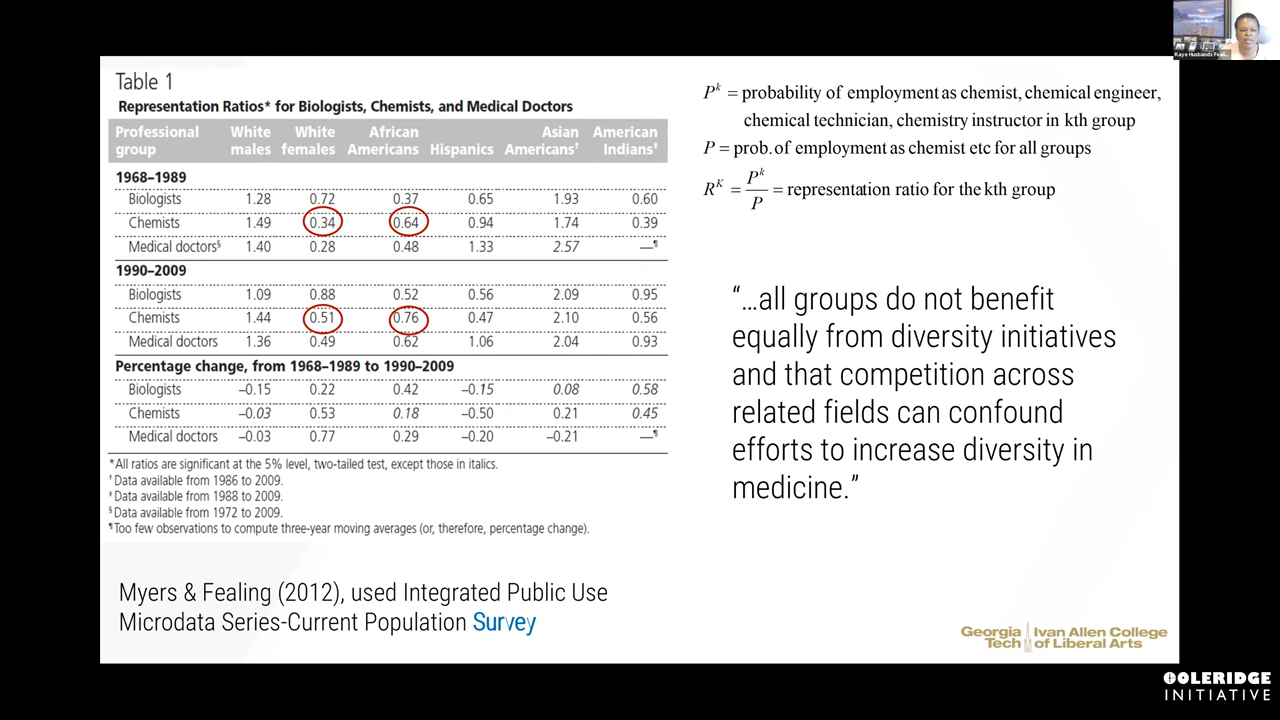 Table 1
Representation Ratios* for Biologists, Chemists, and Medical Doctors
Professional group White males White females African Americans Hispanics Asian Americans† American Indians‡
1968–1989
Biologists 1.28 0.72 0.37 0.65 1.93 0.60
Chemists 1.49 0.34 0.64 0.94 1.74 0.39
Medical doctors§ 1.40 0.28 0.48 1.33 2.57 —¶
1990–2009
Biologists 1.09 0.88 0.52 0.56 2.09 0.95
Chemists 1.44 0.51 0.76 0.47 2.10 0.56
Medical doctors 1.36 0.49 0.62 1.06 2.04 0.93
Percentage change, from 1968–1989 to 1990–2009
Biologists –0.15 0.22 0.42 –0.15 0.08 0.58
Chemists –0.03 0.53 0.18 –0.50 0.21 0.45
Medical doctors –0.03 0.77 0.29 –0.20 –0.21 —¶
*All ratios are significant at the 5% level, two-tailed test, except those in italics.
†Data available from 1986 to 2009.
‡Data available from 1988 to 2009.
§Data available from 1972 to 2009.
¶Too few observations to compute three-year moving averages (or, therefore, percentage change).
Myers & Fealing (2012), used Integrated Public Use
Microdata Series-Current Population Survey
P^k = probability of employment as chemist, chemical engineer,
chemical technician, chemistry instructor in kth group
P = prob. of employment as chemist etc for all groups
R^K = P^k / P = representation ratio for the kth group
“…all groups do not benefit
equally from diversity initiatives
and that competition across
related fields can confound
efforts to increase diversity in
medicine.”
Georgia Tech Ivan Allen College of Liberal Arts
Kaye Husbands Feal...
COLERIDGE
INITIATIVE